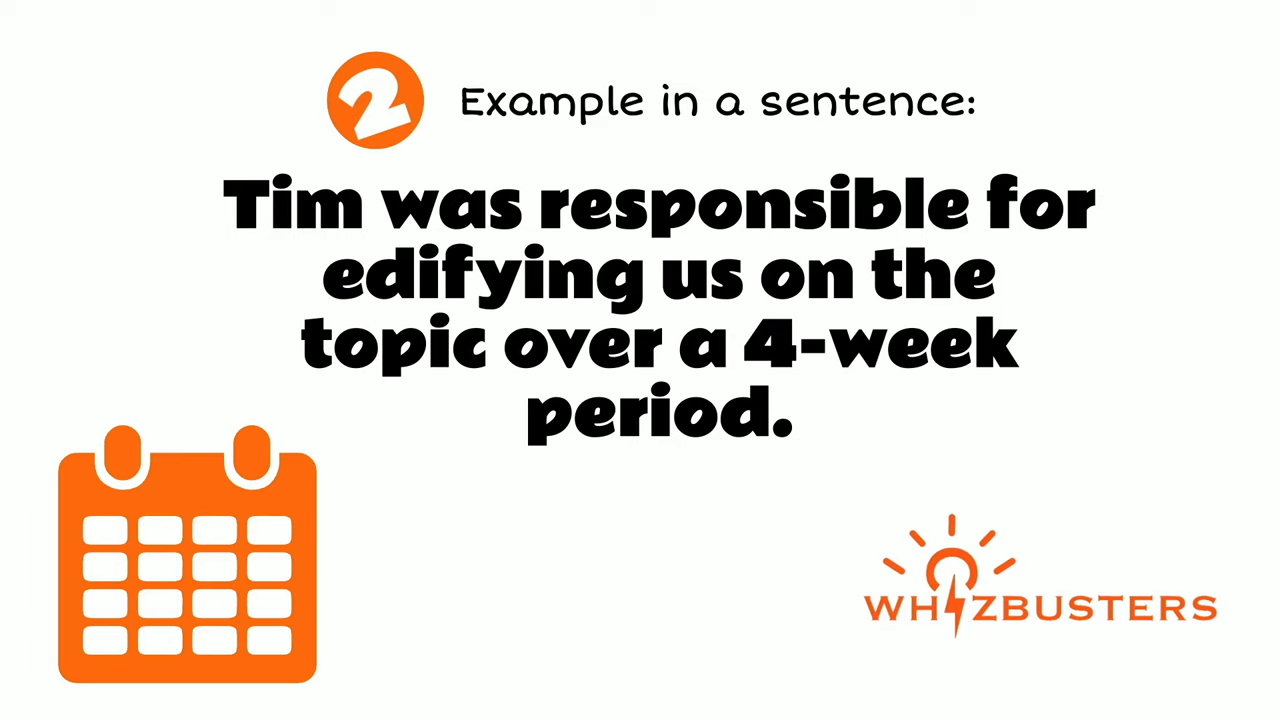 2 Example in a sentence:
Tim was responsible for
edifying us on the
topic over a 4-week
period.
WHIZBUSTERS